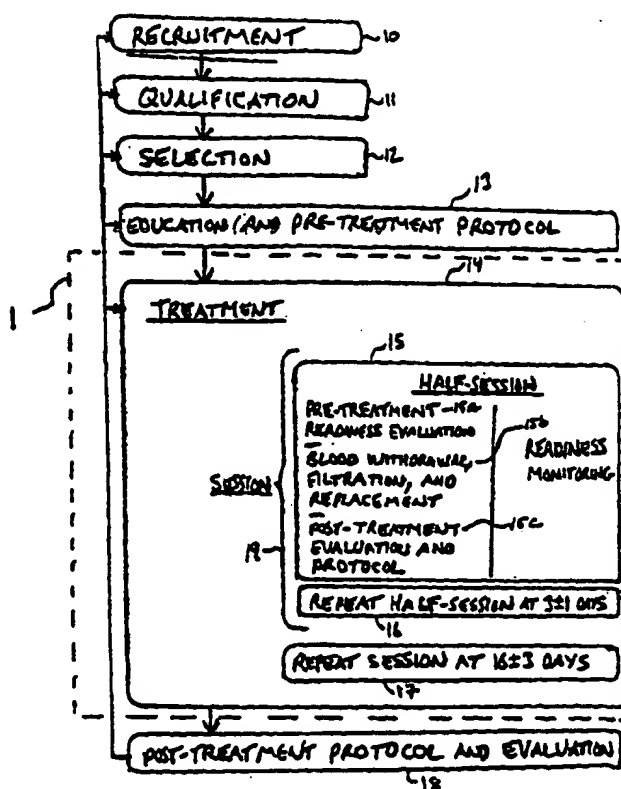 RECRUITMENT 10
QUALIFICATION 11
SELECTION 12
13
EDUCATION (AND) PRE-TREATMENT PROTOCOL
14
1
TREATMENT
15
HALF-SESSION
PRE-TREATMENT 15a
READINESS EVALUATION
15b
BLOOD WITHDRAWAL,
FILTRATION, AND
REPLACEMENT
READINESS
MONITORING
SESSION
POST-TREATMENT 15c
EVALUATION AND
PROTOCOL
19
REPEAT HALF-SESSION AT 3±1 DAYS
16
REPEAT SESSION AT 16±3 DAYS
17
POST-TREATMENT PROTOCOL AND EVALUATION
18